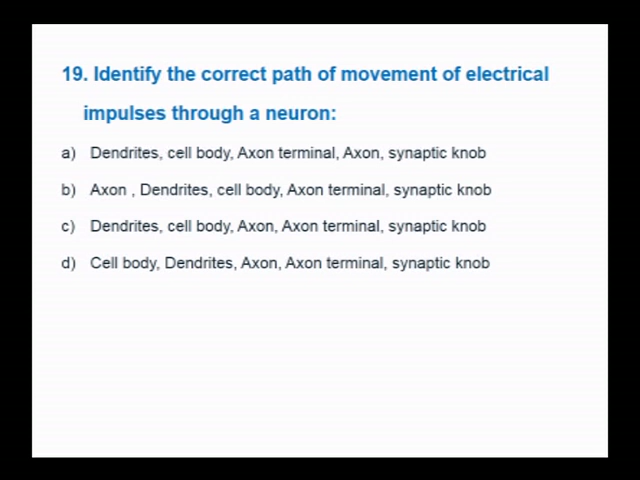 19. Identify the correct path of movement of electrical
impulses through a neuron:
a) Dendrites, cell body, Axon terminal, Axon, synaptic knob
b) Axon , Dendrites, cell body, Axon terminal, synaptic knob
c) Dendrites, cell body, Axon, Axon terminal, synaptic knob
d) Cell body, Dendrites, Axon, Axon terminal, synaptic knob